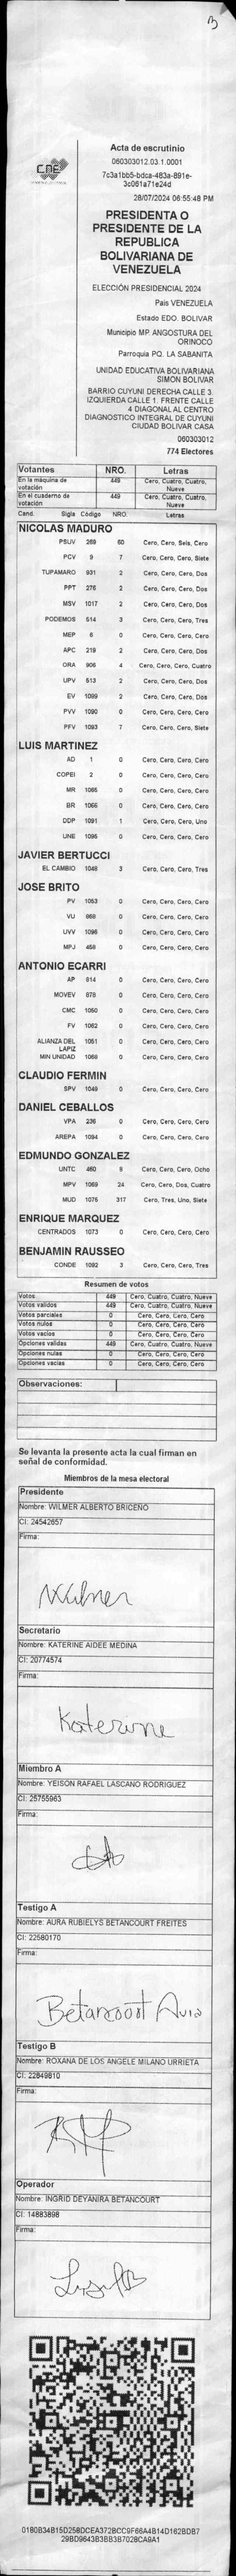 B
CNE
Acta de escrutinio
060303012.03.1.0001
7c3a1bb5-bdca-483a-891e-
3c061a71e24d
28/07/2024 06:55:48 PM
PRESIDENTA O
PRESIDENTE DE LA
REPUBLICA
BOLIVARIANA DE
VENEZUELA
ELECCIÓN PRESIDENCIAL 2024
Pais VENEZUELA
Estado EDO. BOLIVAR
Municipio MP. ANGOSTURA DEL
ORINOCO
Parroquia PQ. LA SABANITA
UNIDAD EDUCATIVA BOLIVARIANA
SIMON BOLIVAR
BARRIO CUYUNI DERECHA CALLE 3.
IZQUIERDA CALLE 1. FRENTE CALLE
4 DIAGONAL AL CENTRO
DIAGNOSTICO INTEGRAL DE CUYUNI
CIUDAD BOLIVAR CASA
060303012
774 Electores
Votantes NRO. Letras
En la máquina de votación 449 Cero, Cuatro, Cuatro, Nueve
En el cuaderno de votación 449 Cero, Cuatro, Cuatro, Nueve
Cand. Sigla Código NRO. Letras
NICOLAS MADURO
PSUV 269 60 Cero, Cero, Seis, Cero
PCV 9 7 Cero, Cero, Cero, Siete
TUPAMARO 931 2 Cero, Cero, Cero, Dos
PPT 276 2 Cero, Cero, Cero, Dos
MSV 1017 2 Cero, Cero, Cero, Dos
PODEMOS 514 3 Cero, Cero, Cero, Tres
MEP 6 0 Cero, Cero, Cero, Cero
APC 219 2 Cero, Cero, Cero, Dos
ORA 906 4 Cero, Cero, Cero, Cuatro
UPV 513 2 Cero, Cero, Cero, Dos
EV 1089 2 Cero, Cero, Cero, Dos
PVV 1090 0 Cero, Cero, Cero, Cero
PFV 1093 7 Cero, Cero, Cero, Siete
LUIS MARTINEZ
AD 1 0 Cero, Cero, Cero, Cero
COPEI 2 0 Cero, Cero, Cero, Cero
MR 1065 0 Cero, Cero, Cero, Cero
BR 1066 0 Cero, Cero, Cero, Cero
DDP 1091 1 Cero, Cero, Cero, Uno
UNE 1095 0 Cero, Cero, Cero, Cero
JAVIER BERTUCCI
EL CAMBIO 1048 3 Cero, Cero, Cero, Tres
JOSE BRITO
PV 1053 0 Cero, Cero, Cero, Cero
VU 968 0 Cero, Cero, Cero, Cero
UVV 1096 0 Cero, Cero, Cero, Cero
MPJ 459 0 Cero, Cero, Cero, Cero
ANTONIO ECARRI
AP 814 0 Cero, Cero, Cero, Cero
MOVEV 879 0 Cero, Cero, Cero, Cero
CMC 1050 0 Cero, Cero, Cero, Cero
FV 1062 0 Cero, Cero, Cero, Cero
ALIANZA DEL LAPIZ 1051 0 Cero, Cero, Cero, Cero
MIN UNIDAD 1068 0 Cero, Cero, Cero, Cero
CLAUDIO FERMIN
SPV 1049 0 Cero, Cero, Cero, Cero
DANIEL CEBALLOS
VPA 236 0 Cero, Cero, Cero, Cero
AREPA 1094 0 Cero, Cero, Cero, Cero
EDMUNDO GONZALEZ
UNTC 460 8 Cero, Cero, Cero, Ocho
MPV 1069 24 Cero, Cero, Dos, Cuatro
MUD 1075 317 Cero, Tres, Uno, Siete
ENRIQUE MARQUEZ
CENTRADOS 1073 0 Cero, Cero, Cero, Cero
BENJAMIN RAUSSEO
CONDE 1092 3 Cero, Cero, Cero, Tres
Resumen de votos
Votos 449 Cero, Cuatro, Cuatro, Nueve
Votos validos 449 Cero, Cuatro, Cuatro, Nueve
Votos parciales 0 Cero, Cero, Cero, Cero
Votos nulos 0 Cero, Cero, Cero, Cero
Votos vacios 0 Cero, Cero, Cero, Cero
Opciones validas 449 Cero, Cuatro, Cuatro, Nueve
Opciones nulas 0 Cero, Cero, Cero, Cero
Opciones vacias 0 Cero, Cero, Cero, Cero
Observaciones:
Se levanta la presente acta la cual firman en
señal de conformidad.
Miembros de la mesa electoral
Presidente
Nombre: WILMER ALBERTO BRICEÑO
CI: 24542657
Firma:
Wilmer
Secretario
Nombre: KATERINE AIDEE MEDINA
CI: 20774574
Firma:
Katerine
Miembro A
Nombre: YEISON RAFAEL LASCANO RODRIGUEZ
CI: 25755963
Firma:
Testigo A
Nombre: AURA RUBIELYS BETANCOURT FREITES
CI: 22580170
Firma:
Betancourt Aura
Testigo B
Nombre: ROXANA DE LOS ANGELE MILANO URRIETA
CI: 22849810
Firma:
Operador
Nombre: INGRID DEYANIRA BETANCOURT
CI: 14883898
Firma:
0180B34B15D258DCEA372BCC9F66A4B14D162BDB7
29BD9643B3BB3B7028CA9A1